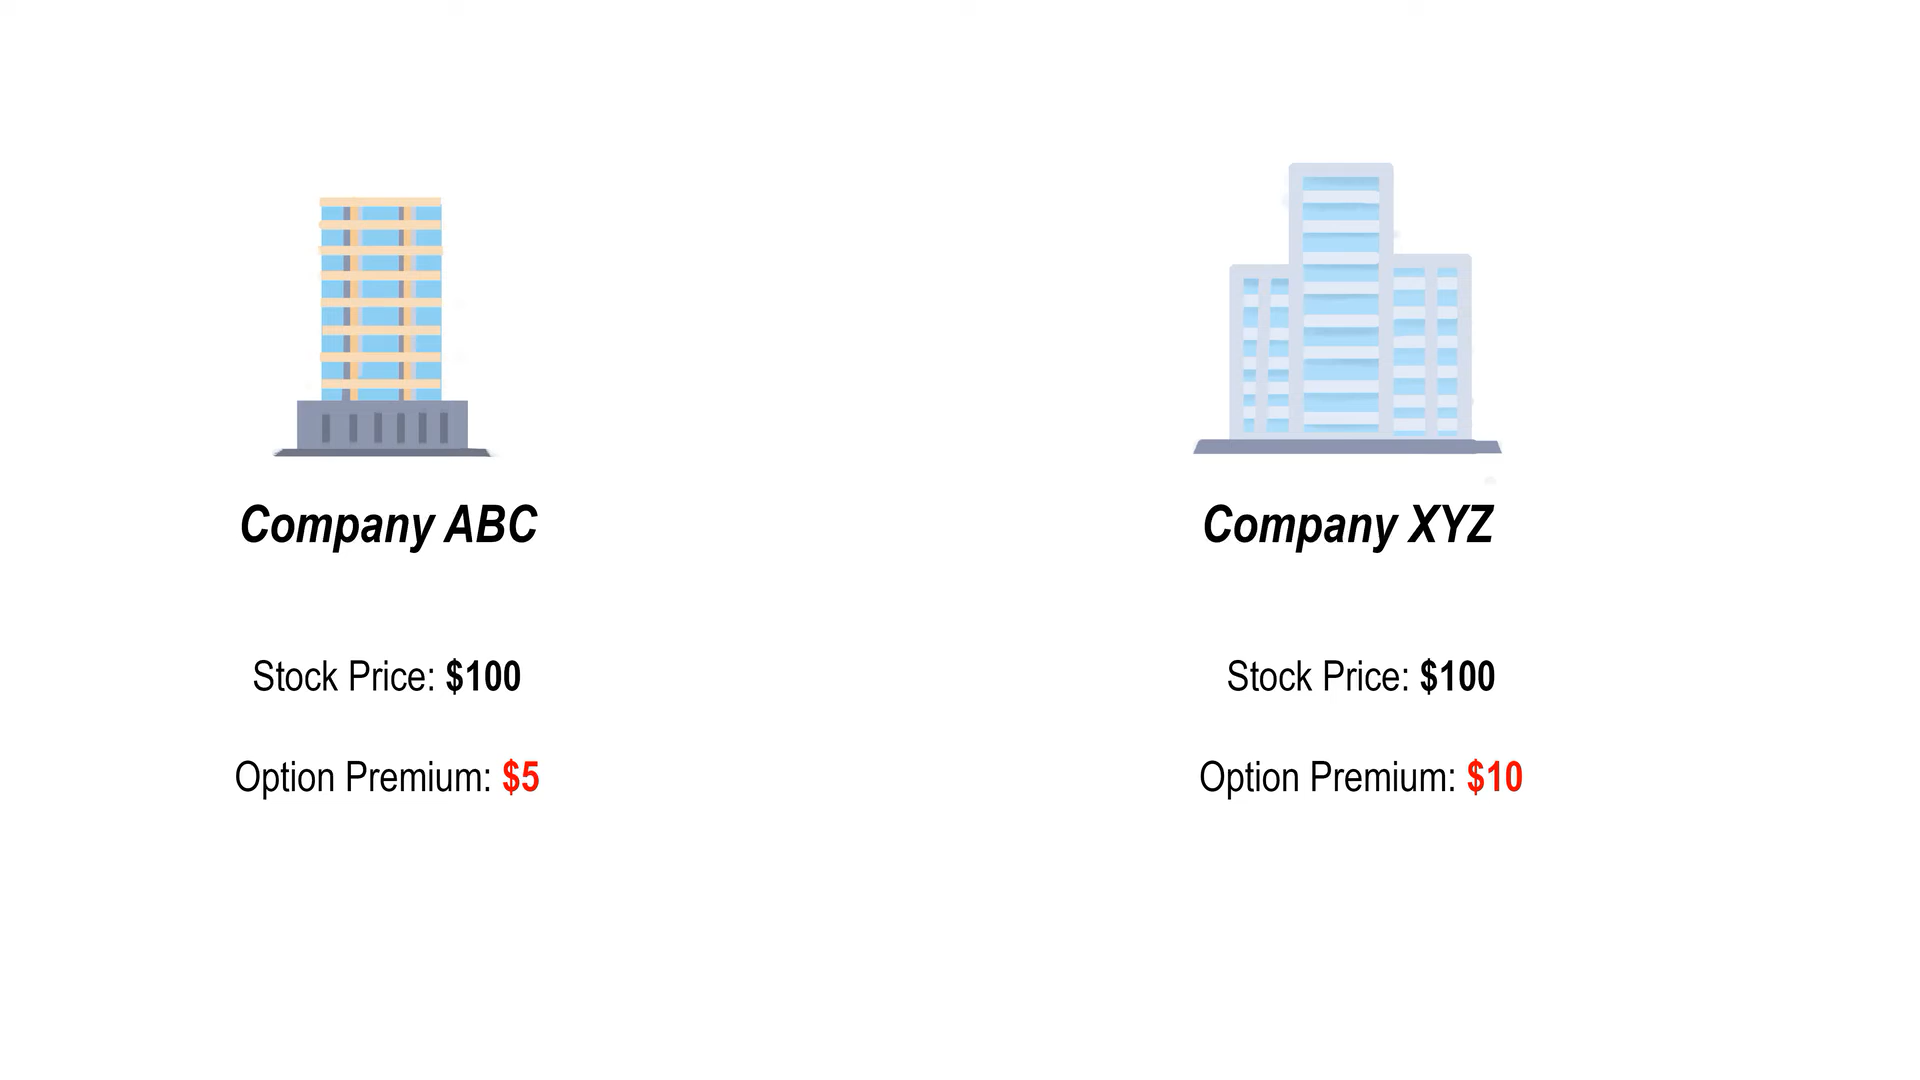 Company ABC
Stock Price: $100
Option Premium: $5
Company XYZ
Stock Price: $100
Option Premium: $10